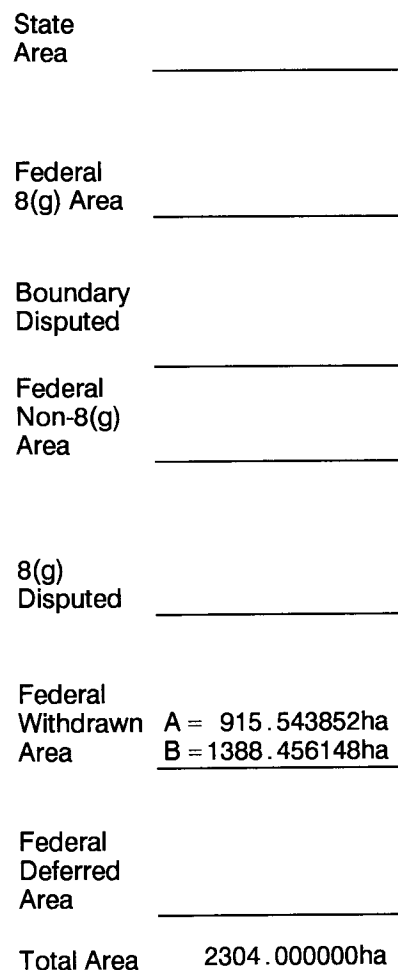 State
Area
Federal
8(g) Area
Boundary
Disputed
Federal
Non-8(g)
Area
8(g)
Disputed
Federal
Withdrawn A = 915.543852ha
Area B = 1388.456148ha
Federal
Deferred
Area
Total Area 2304.000000ha